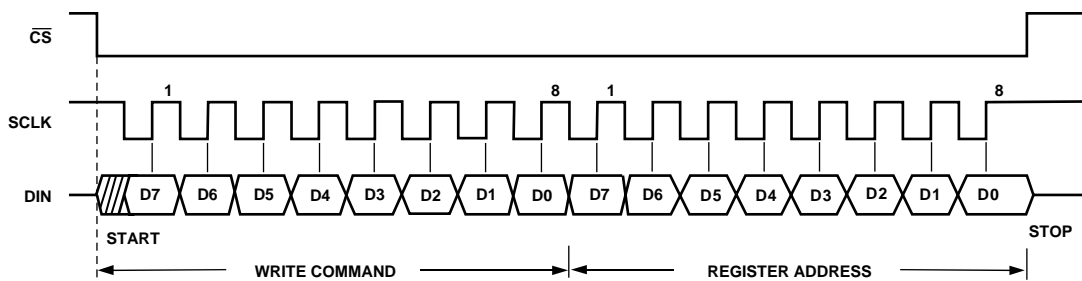 CS
1 8 1 8
SCLK
DIN D7 D6 D5 D4 D3 D2 D1 D0 D7 D6 D5 D4 D3 D2 D1 D0
START STOP
WRITE COMMAND REGISTER ADDRESS